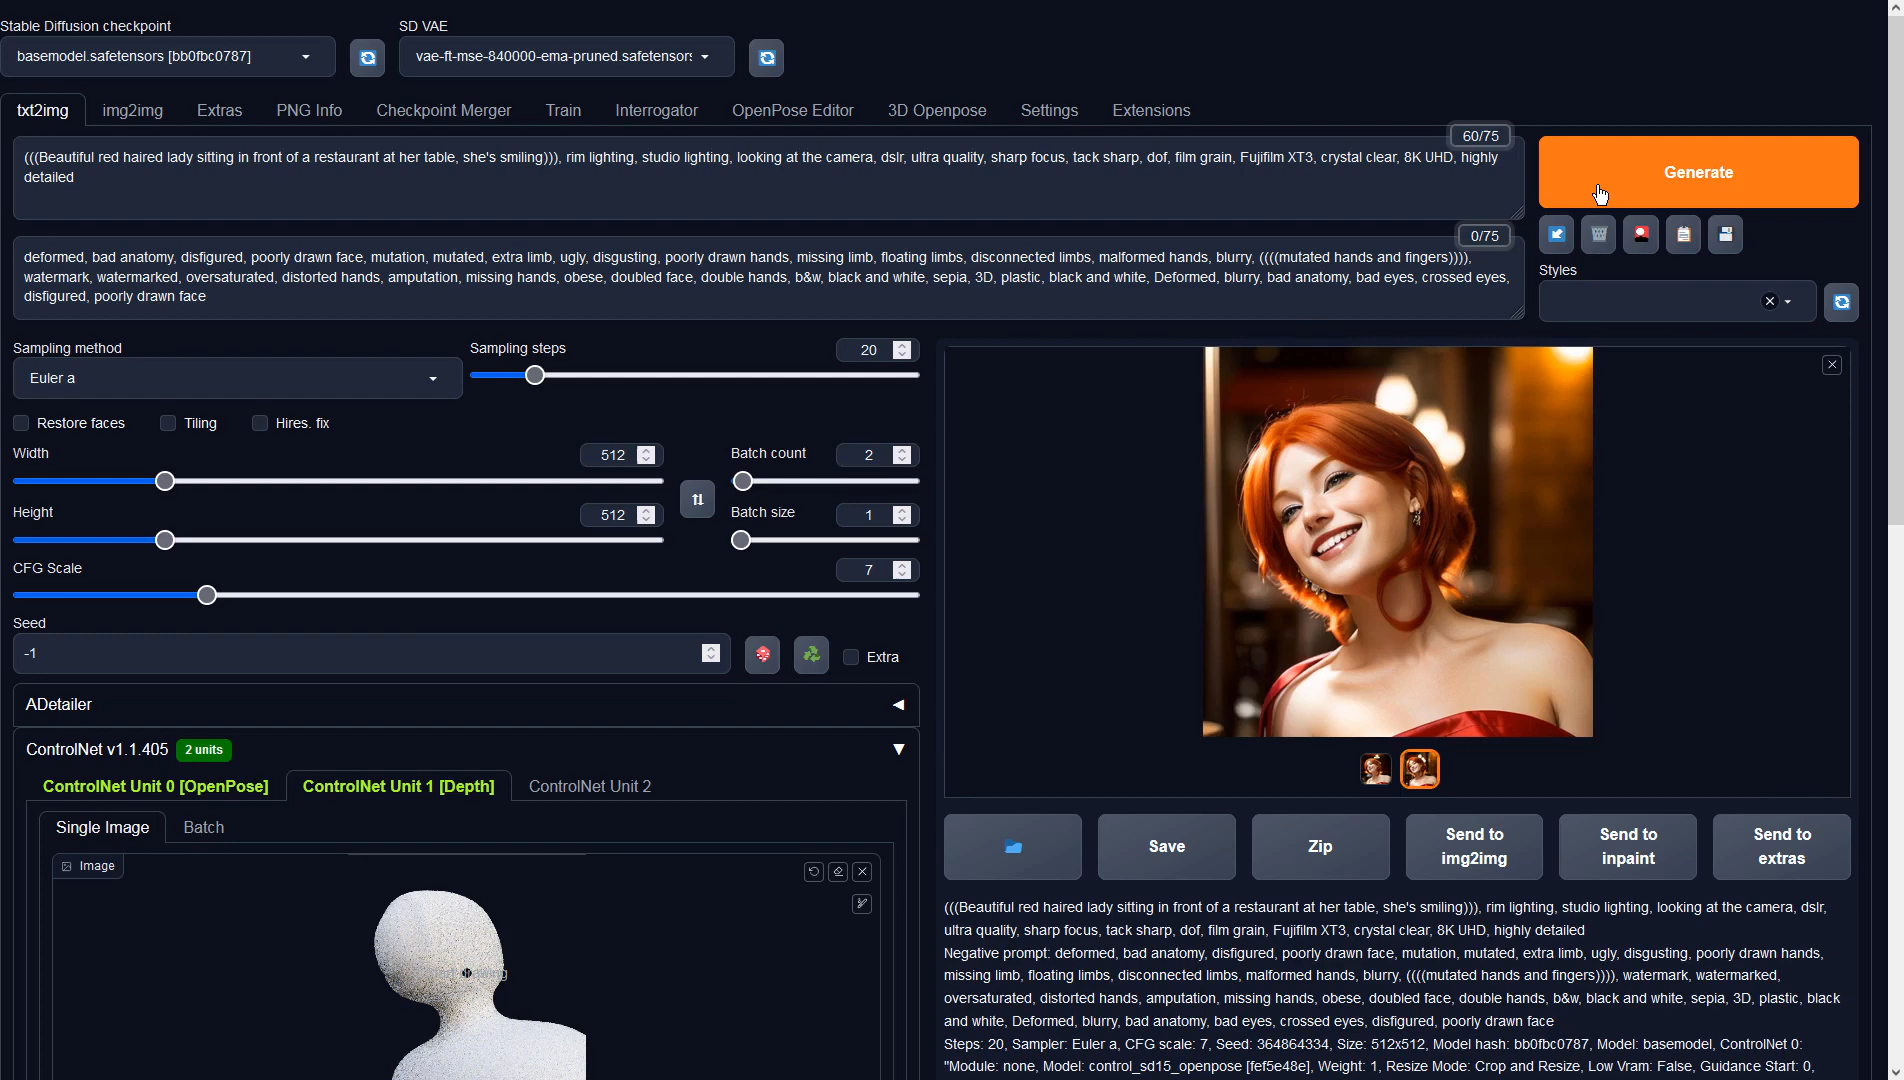 Stable Diffusion checkpoint
SD VAE
basemodel.safetensors [bb0fbc0787]
vae-ft-mse-840000-ema-pruned.safetensors
txt2img
img2img
Extras
PNG Info
Checkpoint Merger
Train
Interrogator
OpenPose Editor
3D Openpose
Settings
Extensions
60/75
(((Beautiful red haired lady sitting in front of a restaurant at her table, she's smiling))), rim lighting, studio lighting, looking at the camera, dslr, ultra quality, sharp focus, tack sharp, dof, film grain, Fujifilm XT3, crystal clear, 8K UHD, highly
detailed
Generate
0/75
deformed, bad anatomy, disfigured, poorly drawn face, mutation, mutated, extra limb, ugly, disgusting, poorly drawn hands, missing limb, floating limbs, disconnected limbs, malformed hands, blurry, ((((mutated hands and fingers)))),
watermark, watermarked, oversaturated, distorted hands, amputation, missing hands, obese, doubled face, double hands, b&w, black and white, sepia, 3D, plastic, black and white, Deformed, blurry, bad anatomy, bad eyes, crossed eyes,
disfigured, poorly drawn face
Styles
Sampling method
Euler a
Sampling steps
20
Restore faces
Tiling
Hires. fix
Width
512
Batch count
2
Height
512
Batch size
1
CFG Scale
7
Seed
-1
Extra
ADetailer
ControlNet v1.1.405
2 units
ControlNet Unit 0 [OpenPose]
ControlNet Unit 1 [Depth]
ControlNet Unit 2
Single Image
Batch
Image
Save
Zip
Send to
img2img
Send to
inpaint
Send to
extras
(((Beautiful red haired lady sitting in front of a restaurant at her table, she's smiling))), rim lighting, studio lighting, looking at the camera, dslr,
ultra quality, sharp focus, tack sharp, dof, film grain, Fujifilm XT3, crystal clear, 8K UHD, highly detailed
Negative prompt: deformed, bad anatomy, disfigured, poorly drawn face, mutation, mutated, extra limb, ugly, disgusting, poorly drawn hands,
missing limb, floating limbs, disconnected limbs, malformed hands, blurry, ((((mutated hands and fingers)))), watermark, watermarked,
oversaturated, distorted hands, amputation, missing hands, obese, doubled face, double hands, b&w, black and white, sepia, 3D, plastic, black
and white, Deformed, blurry, bad anatomy, bad eyes, crossed eyes, disfigured, poorly drawn face
Steps: 20, Sampler: Euler a, CFG scale: 7, Seed: 364864334, Size: 512x512, Model hash: bb0fbc0787, Model: basemodel, ControlNet 0:
"Module: none, Model: control_sd15_openpose [fef5e48e], Weight: 1, Resize Mode: Crop and Resize, Low Vram: False, Guidance Start: 0,